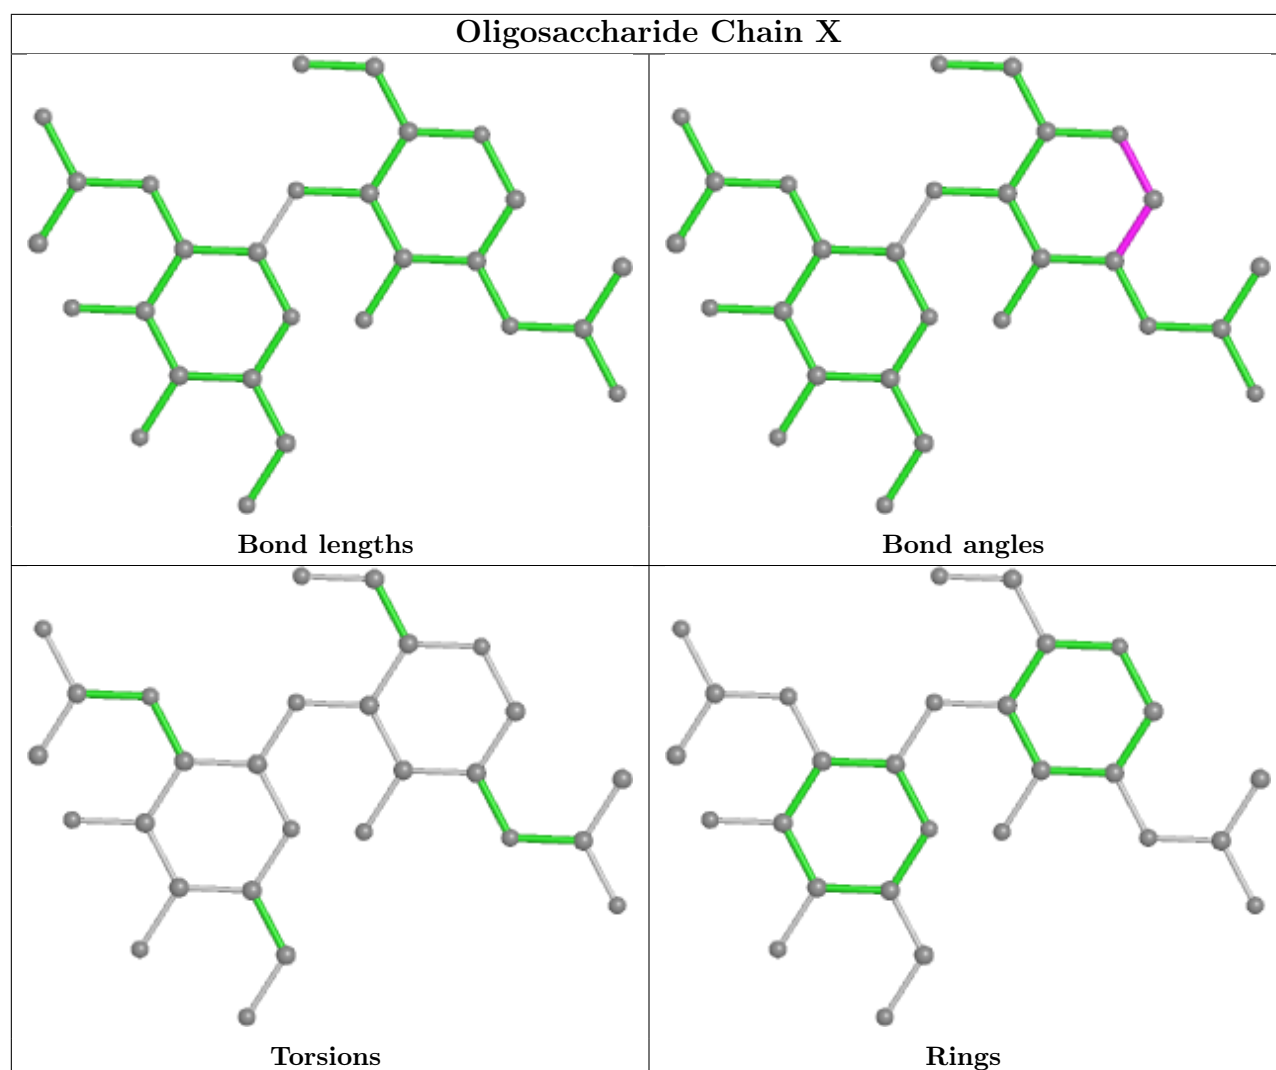 Oligosaccharide Chain X
Bond lengths
Bond angles
Torsions
Rings